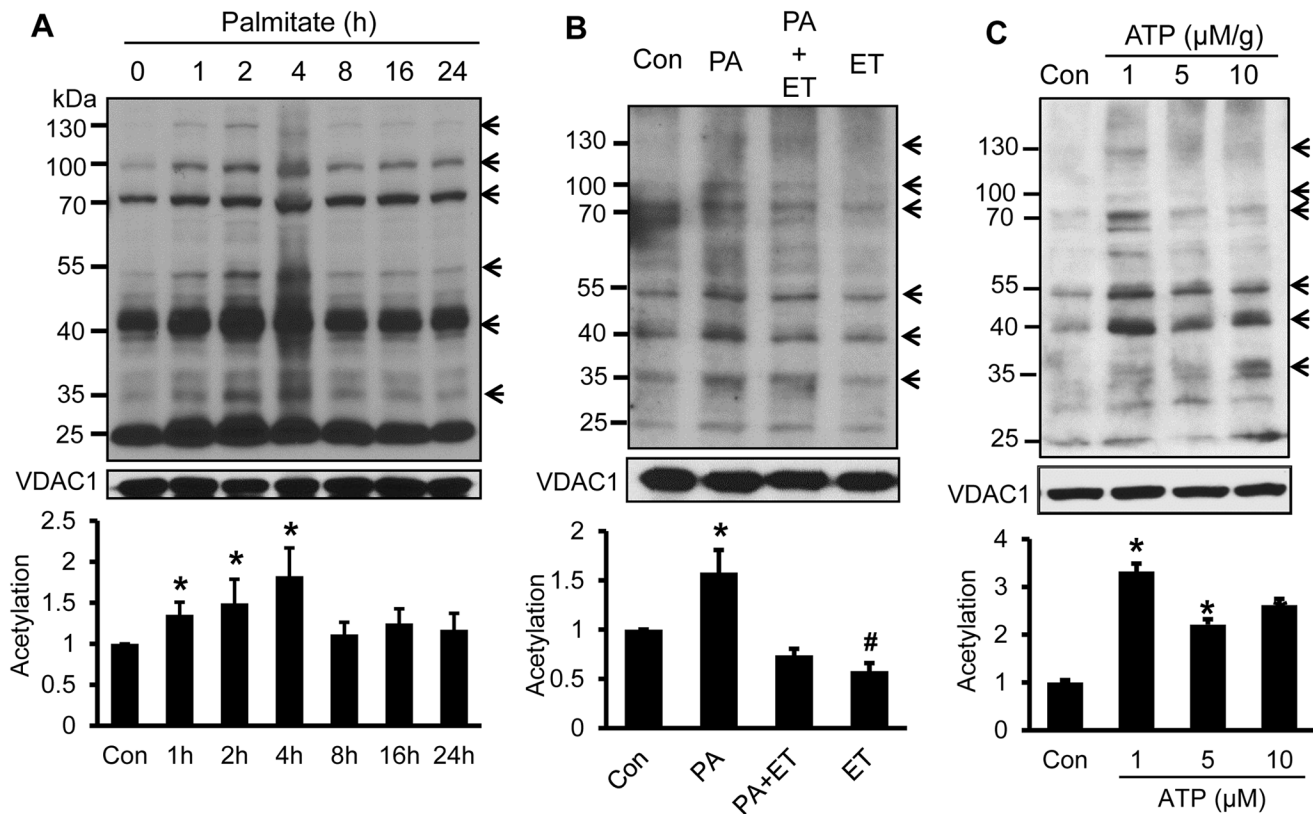 A
Palmitate (h)
0 1 2 4 8 16 24
kDa
130
100
70
55
40
35
25
VDAC1
2.5
2
1.5
1
0.5
0
Acetylation
* * *
Con 1h 2h 4h 8h 16h 24h
B
Con PA PA + ET ET
130
100
70
55
40
35
25
VDAC1
2
1.5
1
0.5
0
Acetylation
*
#
Con PA PA+ET ET
C
ATP (µM/g)
Con 1 5 10
130
100
70
55
40
35
25
VDAC1
4
3
2
1
0
Acetylation
* *
Con 1 5 10
ATP (µM)